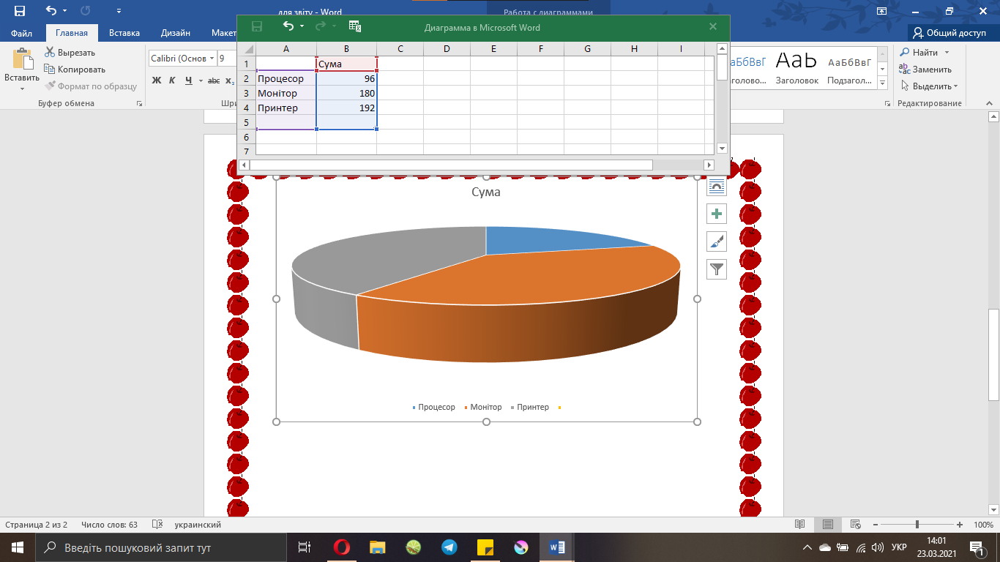 для звіту - Word
Работа с диаграммами
Файл
Главная
Вставка
Дизайн
Макет
Общий доступ
Вставить
Вырезать
Копировать
Формат по образцу
Буфер обмена
Calibri (Основ
9
Ж К Ч abc x₂
Шри
Диаграмма в Microsoft Word
A B C D E F G H I
1 Сума
2 Процесор 96
3 Монітор 180
4 Принтер 192
5
6
7
аБбВвГ АаЬ АаБбВвГ
аголово... Заголовок Подзагол...
Найти
Заменить
Выделить
Редактирование
Сума
Процесор Монітор Принтер
Страница 2 из 2 Число слов: 63 украинский 100%
Введіть пошуковий запит тут
УКР
14:01
23.03.2021
1